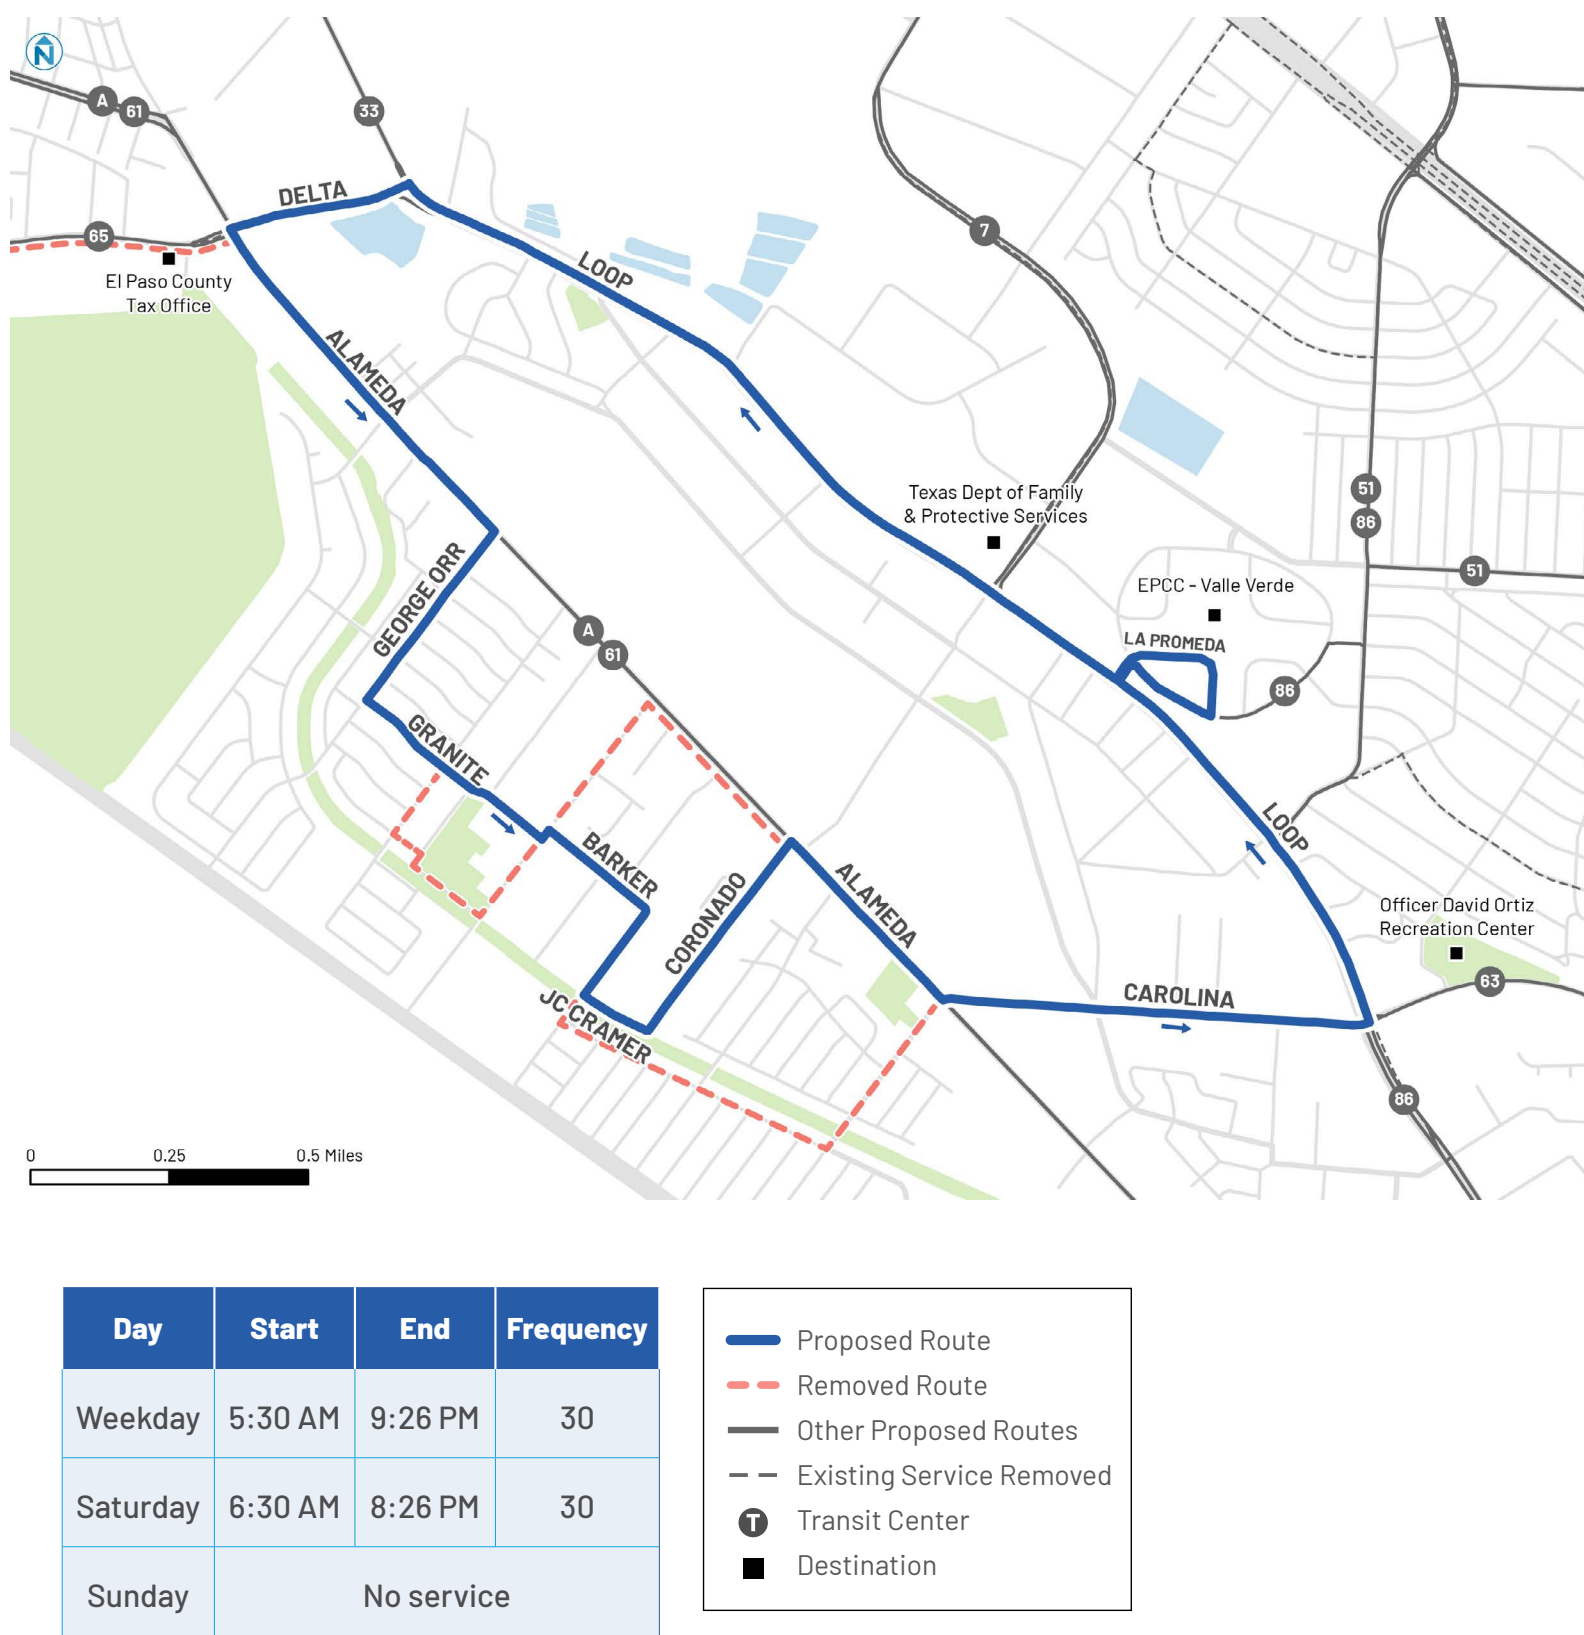 N
A
61
33
DELTA
65
El Paso County
Tax Office
LOOP
7
ALAMEDA
Texas Dept of Family
& Protective Services
51
86
51
EPCC - Valle Verde
LA PROMEDA
86
GEORGE ORR
A
61
GRANITE
BARKER
CORONADO
ALAMEDA
LOOP
Officer David Ortiz
Recreation Center
63
CAROLINA
JC CRAMER
86
0 0.25 0.5 Miles
Day Start End Frequency
Weekday 5:30 AM 9:26 PM 30
Saturday 6:30 AM 8:26 PM 30
Sunday No service
Proposed Route
Removed Route
Other Proposed Routes
Existing Service Removed
T Transit Center
Destination